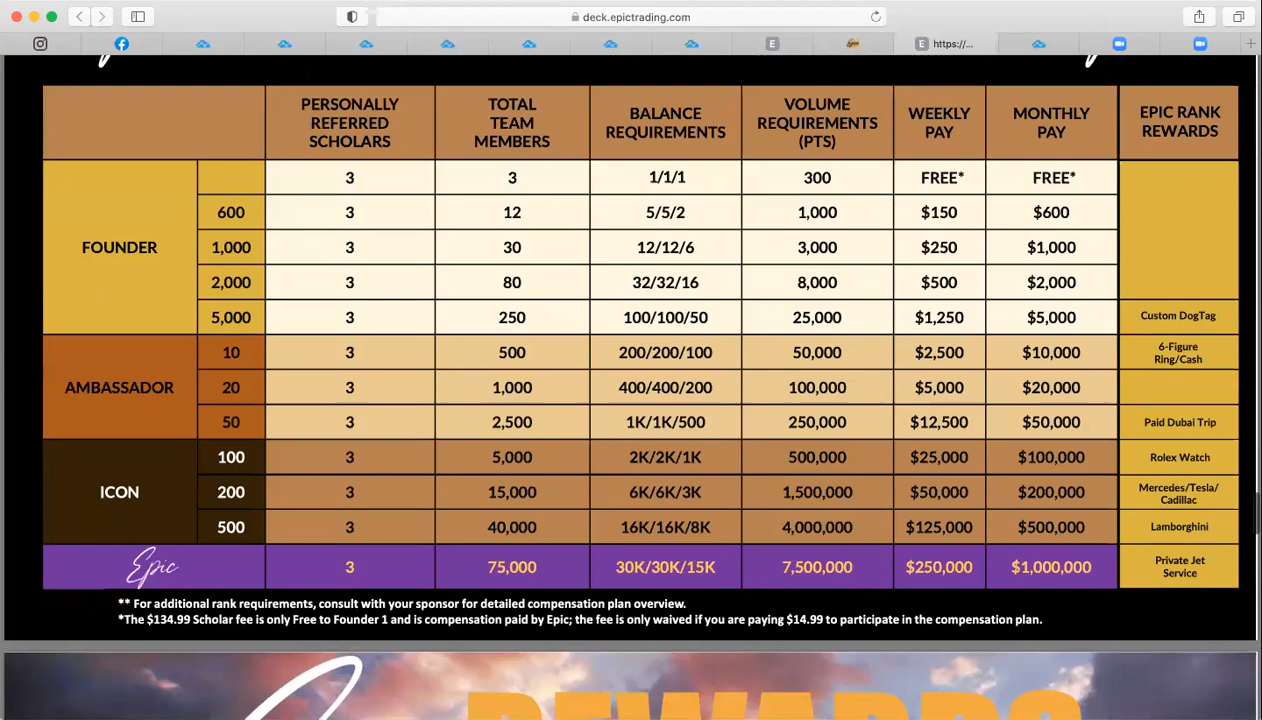 deck.epictrading.com
E
E https://...
PERSONALLY REFERRED SCHOLARS TOTAL TEAM MEMBERS BALANCE REQUIREMENTS VOLUME REQUIREMENTS (PTS) WEEKLY PAY MONTHLY PAY EPIC RANK REWARDS
3 3 1/1/1 300 FREE* FREE*
600 3 12 5/5/2 1,000 $150 $600
FOUNDER 1,000 3 30 12/12/6 3,000 $250 $1,000
2,000 3 80 32/32/16 8,000 $500 $2,000
5,000 3 250 100/100/50 25,000 $1,250 $5,000 Custom DogTag
10 3 500 200/200/100 50,000 $2,500 $10,000 6-Figure Ring/Cash
AMBASSADOR 20 3 1,000 400/400/200 100,000 $5,000 $20,000
50 3 2,500 1K/1K/500 250,000 $12,500 $50,000 Paid Dubai Trip
100 3 5,000 2K/2K/1K 500,000 $25,000 $100,000 Rolex Watch
ICON 200 3 15,000 6K/6K/3K 1,500,000 $50,000 $200,000 Mercedes/Tesla/ Cadillac
500 3 40,000 16K/16K/8K 4,000,000 $125,000 $500,000 Lamborghini
Epic 3 75,000 30K/30K/15K 7,500,000 $250,000 $1,000,000 Private Jet Service
** For additional rank requirements, consult with your sponsor for detailed compensation plan overview.
*The $134.99 Scholar fee is only Free to Founder 1 and is compensation paid by Epic; the fee is only waived if you are paying $14.99 to participate in the compensation plan.
REWARDS